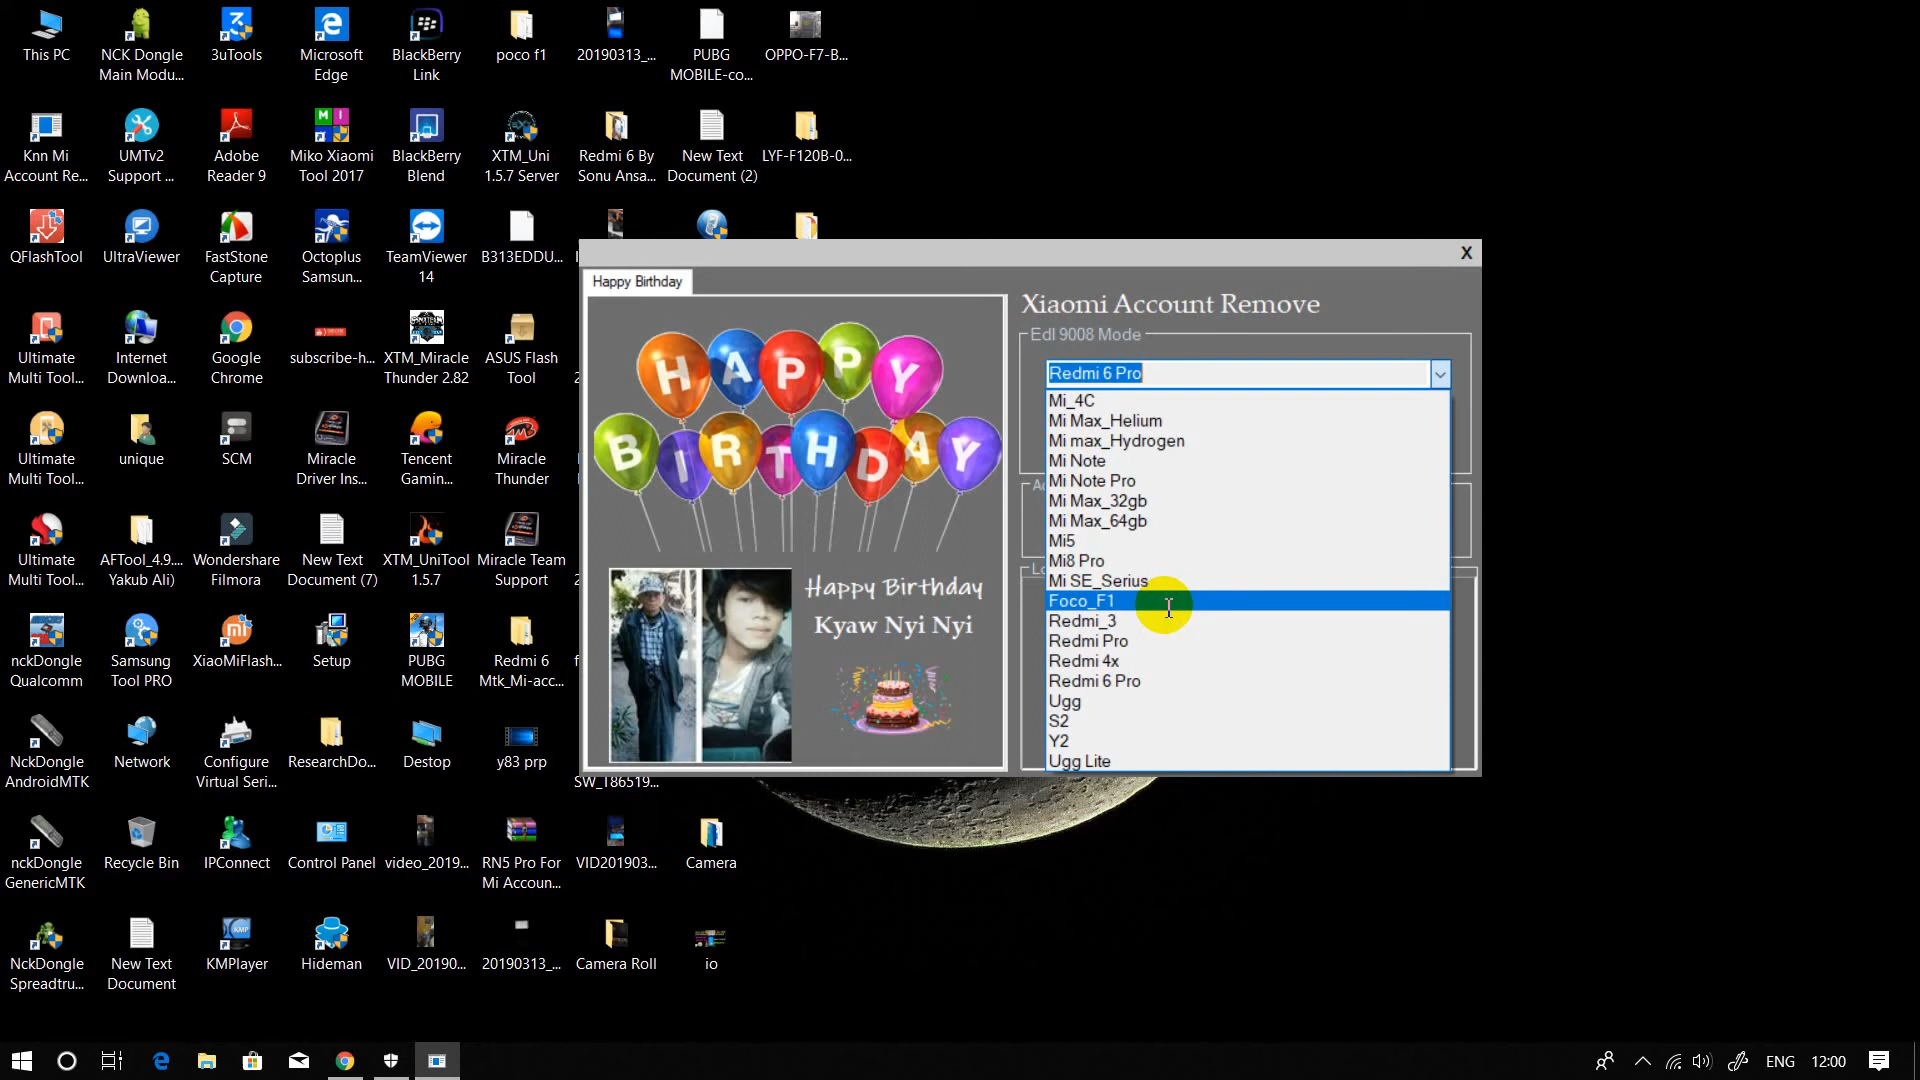 This PC
NCK Dongle
Main Modu...
3uTools
Microsoft
Edge
BlackBerry
Link
poco f1
20190313_...
PUBG
MOBILE-co...
OPPO-F7-B...
Knn Mi
Account Re...
UMTv2
Support ...
Adobe
Reader 9
Miko Xiaomi
Tool 2017
BlackBerry
Blend
XTM_Uni
1.5.7 Server
Redmi 6 By
Sonu Ansa...
New Text
Document (2)
LYF-F120B-0...
QFlashTool
UltraViewer
FastStone
Capture
Octoplus
Samsun...
TeamViewer
14
B313EDDU...
Ultimate
Multi Tool...
Internet
Downloa...
Google
Chrome
subscribe-h...
XTM_Miracle
Thunder 2.82
ASUS Flash
Tool
Ultimate
Multi Tool...
unique
SCM
Miracle
Driver Ins...
Tencent
Gamin...
Miracle
Thunder
Ultimate
Multi Tool...
AFTool_4.9....
Yakub Ali)
Wondershare
Filmora
New Text
Document (7)
XTM_UniTool
1.5.7
Miracle Team
Support
nckDongle
Qualcomm
Samsung
Tool PRO
XiaoMiFlash...
Setup
PUBG
MOBILE
Redmi 6
Mtk_Mi-acc...
NckDongle
AndroidMTK
Network
Configure
Virtual Seri...
ResearchDo...
Destop
y83 prp
SW_T86519...
nckDongle
GenericMTK
Recycle Bin
IPConnect
Control Panel
video_2019...
RN5 Pro For
Mi Accoun...
VID201903...
Camera
NckDongle
Spreadtru...
New Text
Document
KMPlayer
Hideman
VID_20190...
20190313_...
Camera Roll
io
X
Happy Birthday
HAPPY
BIRTHDAY
Happy Birthday
Kyaw Nyi Nyi
Xiaomi Account Remove
Edl 9008 Mode
Redmi 6 Pro
Mi_4C
Mi Max_Helium
Mi max_Hydrogen
Mi Note
Mi Note Pro
Mi Max_32gb
Mi Max_64gb
Mi5
Mi8 Pro
Mi SE_Serius
Foco_F1
Redmi_3
Redmi Pro
Redmi 4x
Redmi 6 Pro
Ugg
S2
Y2
Ugg Lite
ENG
12:00